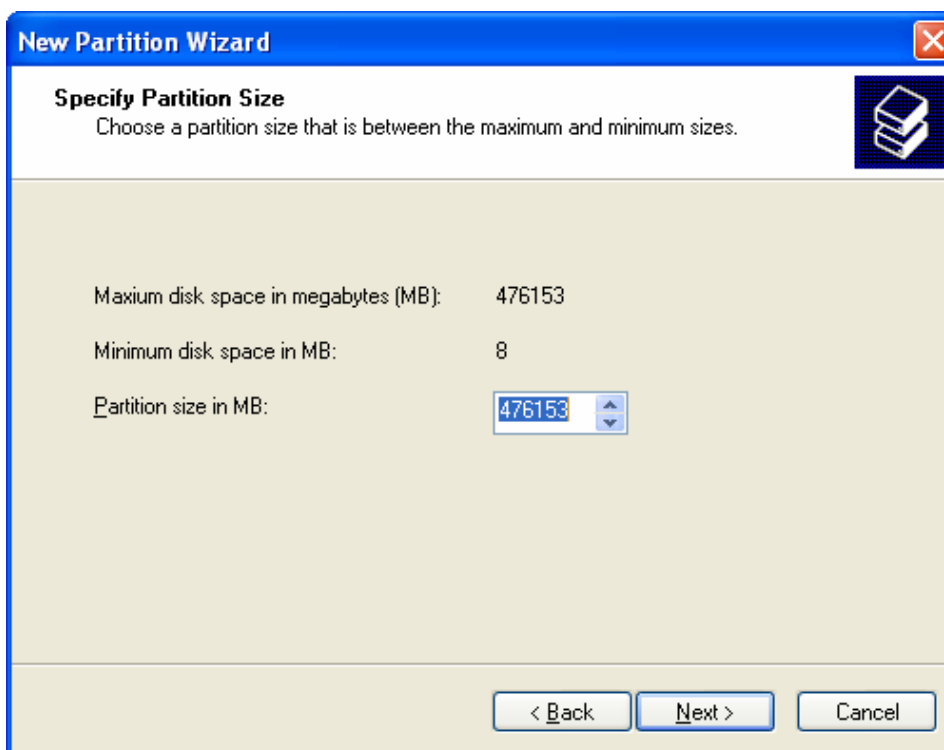 New Partition Wizard
Specify Partition Size
Choose a partition size that is between the maximum and minimum sizes.
Maxium disk space in megabytes (MB): 476153
Minimum disk space in MB: 8
Partition size in MB: 476153
< Back Next > Cancel